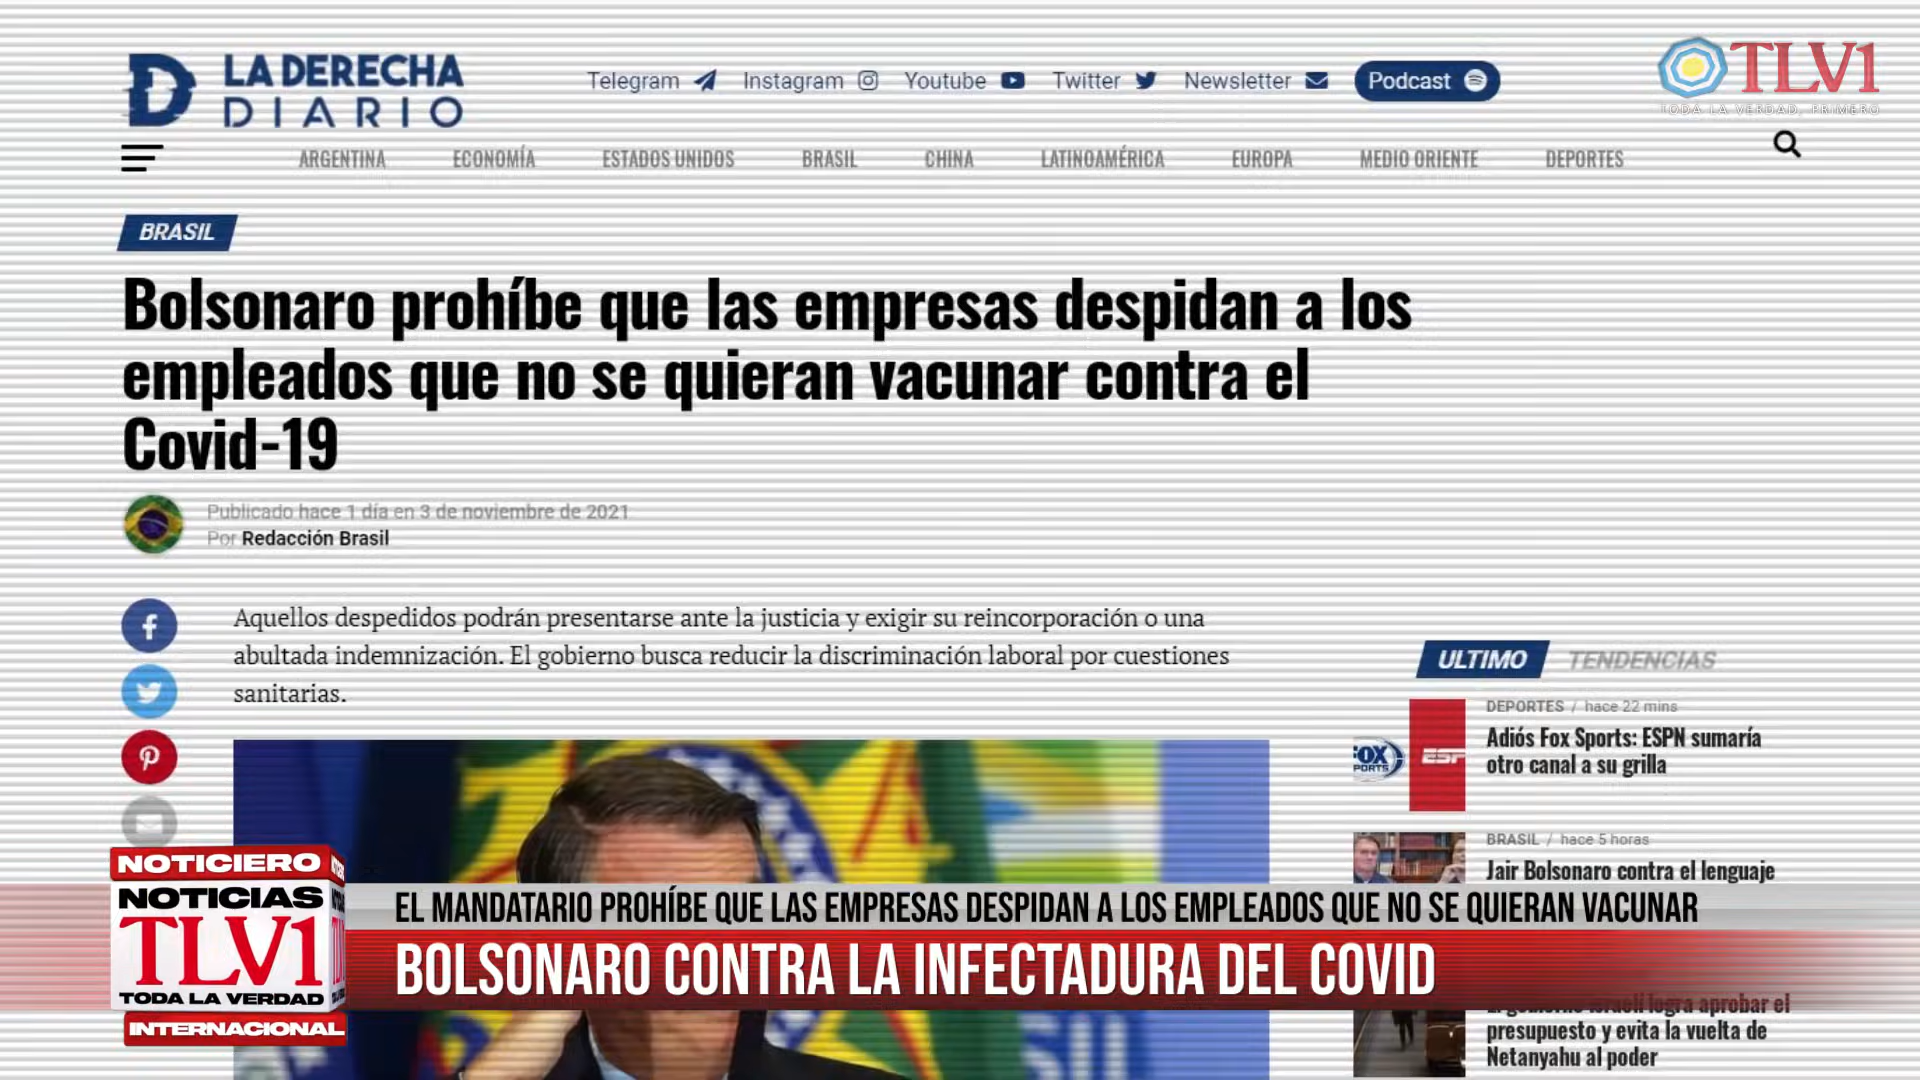 LA DERECHA
DIARIO
Telegram Instagram Youtube Twitter Newsletter Podcast
TLV1
TODA LA VERDAD, PRIMERO
ARGENTINA ECONOMÍA ESTADOS UNIDOS BRASIL CHINA LATINOAMÉRICA EUROPA MEDIO ORIENTE DEPORTES
BRASIL
Bolsonaro prohíbe que las empresas despidan a los
empleados que no se quieran vacunar contra el
Covid-19
Publicado hace 1 día en 3 de noviembre de 2021
Por Redacción Brasil
Aquellos despedidos podrán presentarse ante la justicia y exigir su reincorporación o una
abultada indemnización. El gobierno busca reducir la discriminación laboral por cuestiones
sanitarias.
ULTIMO TENDENCIAS
DEPORTES / hace 22 mins
Adiós Fox Sports: ESPN sumaría
otro canal a su grilla
BRASIL / hace 5 horas
Jair Bolsonaro contra el lenguaje
El gobierno israelí logra aprobar el
presupuesto y evita la vuelta de
Netanyahu al poder
NOTICIERO
NOTICIAS
TLV1
TODA LA VERDAD
INTERNACIONAL
EL MANDATARIO PROHÍBE QUE LAS EMPRESAS DESPIDAN A LOS EMPLEADOS QUE NO SE QUIERAN VACUNAR
BOLSONARO CONTRA LA INFECTADURA DEL COVID